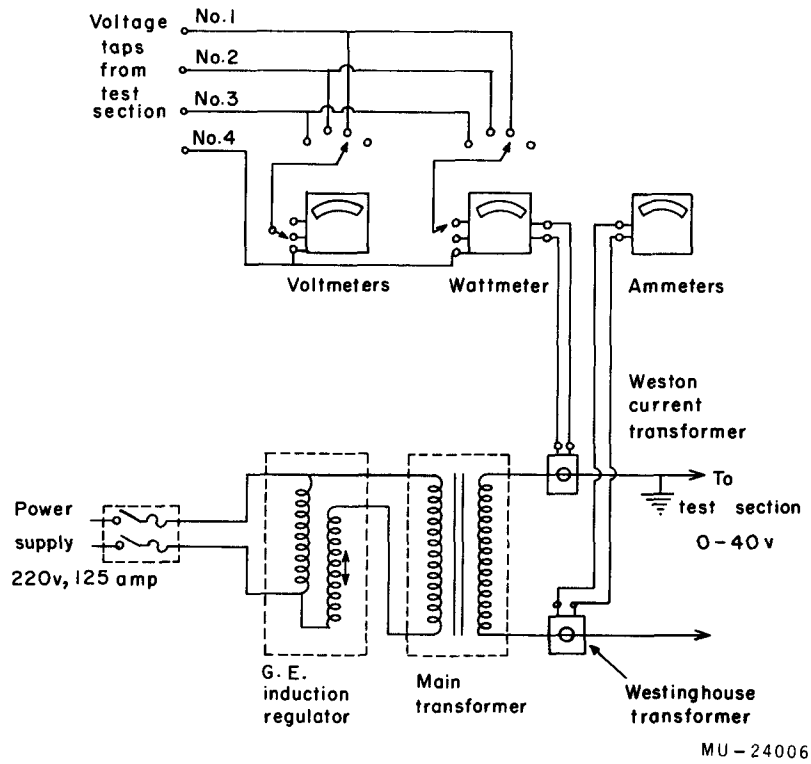 Voltage
taps
from
test
section
No.1
No.2
No.3
No.4
Voltmeters
Wattmeter
Ammeters
Weston
current
transformer
Power
supply
220v, 125 amp
To
test section
0-40v
G. E.
induction
regulator
Main
transformer
Westinghouse
transformer
MU-24006